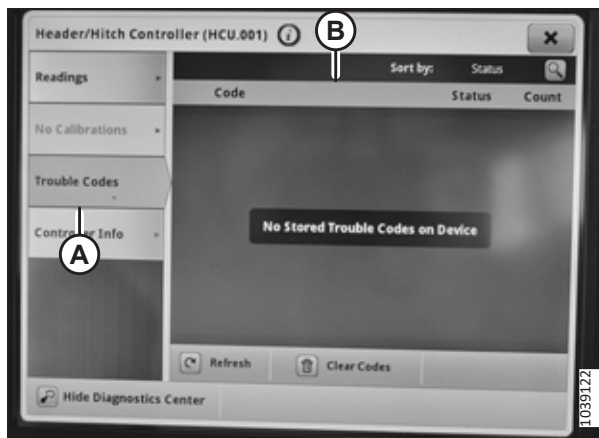 Header/Hitch Controller (HCU.001)
B
Sort by: Status
Readings
Code Status Count
No Calibrations
Trouble Codes
No Stored Trouble Codes on Device
Controller Info
A
Refresh Clear Codes
Hide Diagnostics Center
1039122